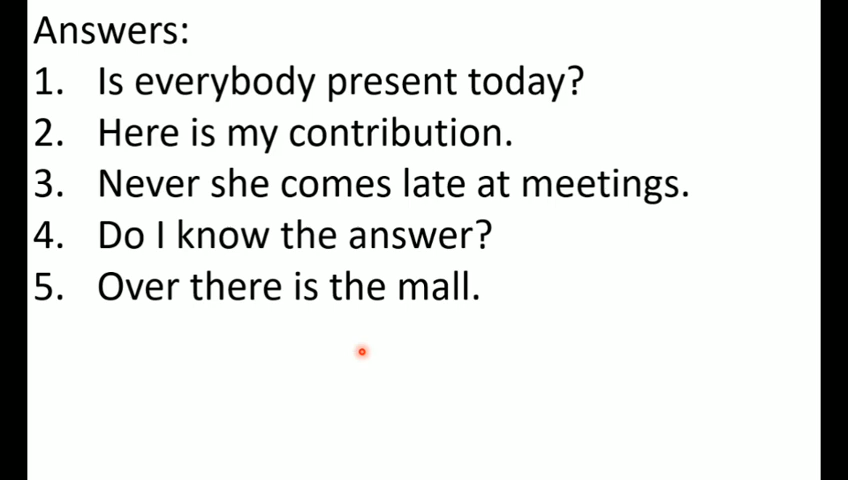 Answers:
1. Is everybody present today?
2. Here is my contribution.
3. Never she comes late at meetings.
4. Do I know the answer?
5. Over there is the mall.